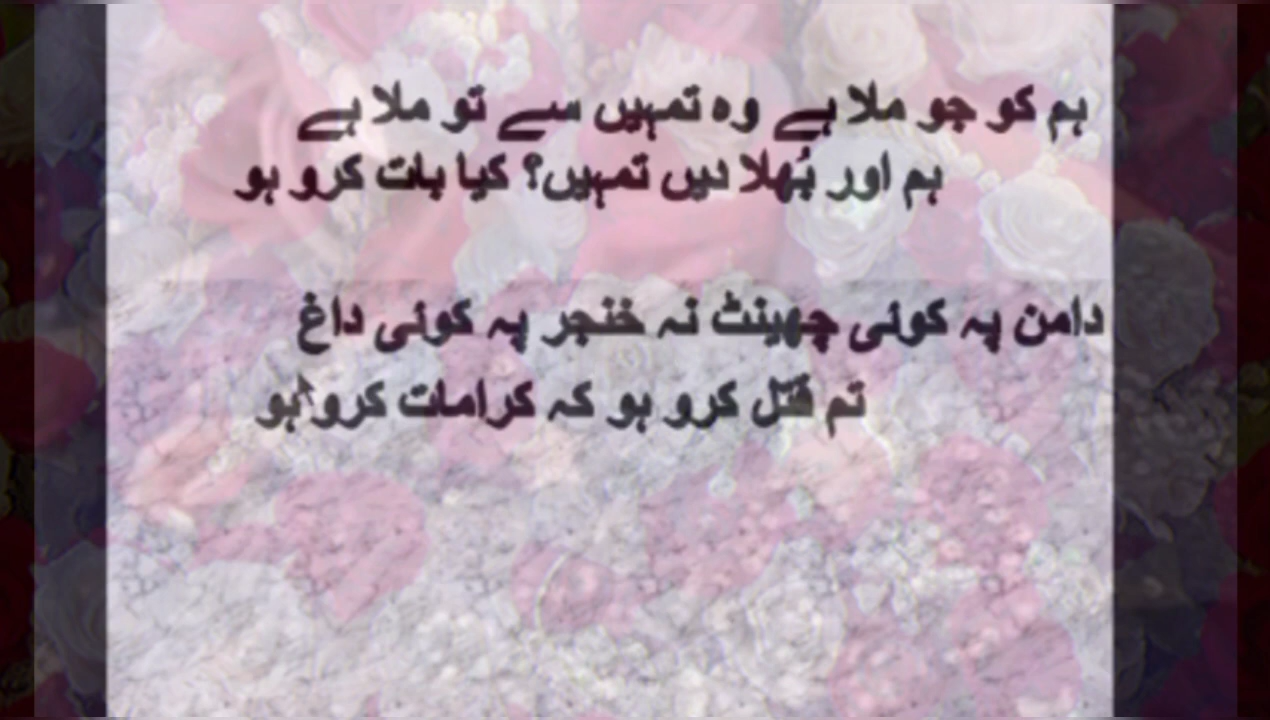 ہم کو جو ملا ہے وہ تمہیں سے تو ملا ہے
ہم اور بُھلا دیں تمہیں؟ کیا بات کرو ہو
دامن پہ کوئی چھینٹ نہ خنجر پہ کوئی داغ
تم قتل کرو ہو کہ کرامات کرو ہو